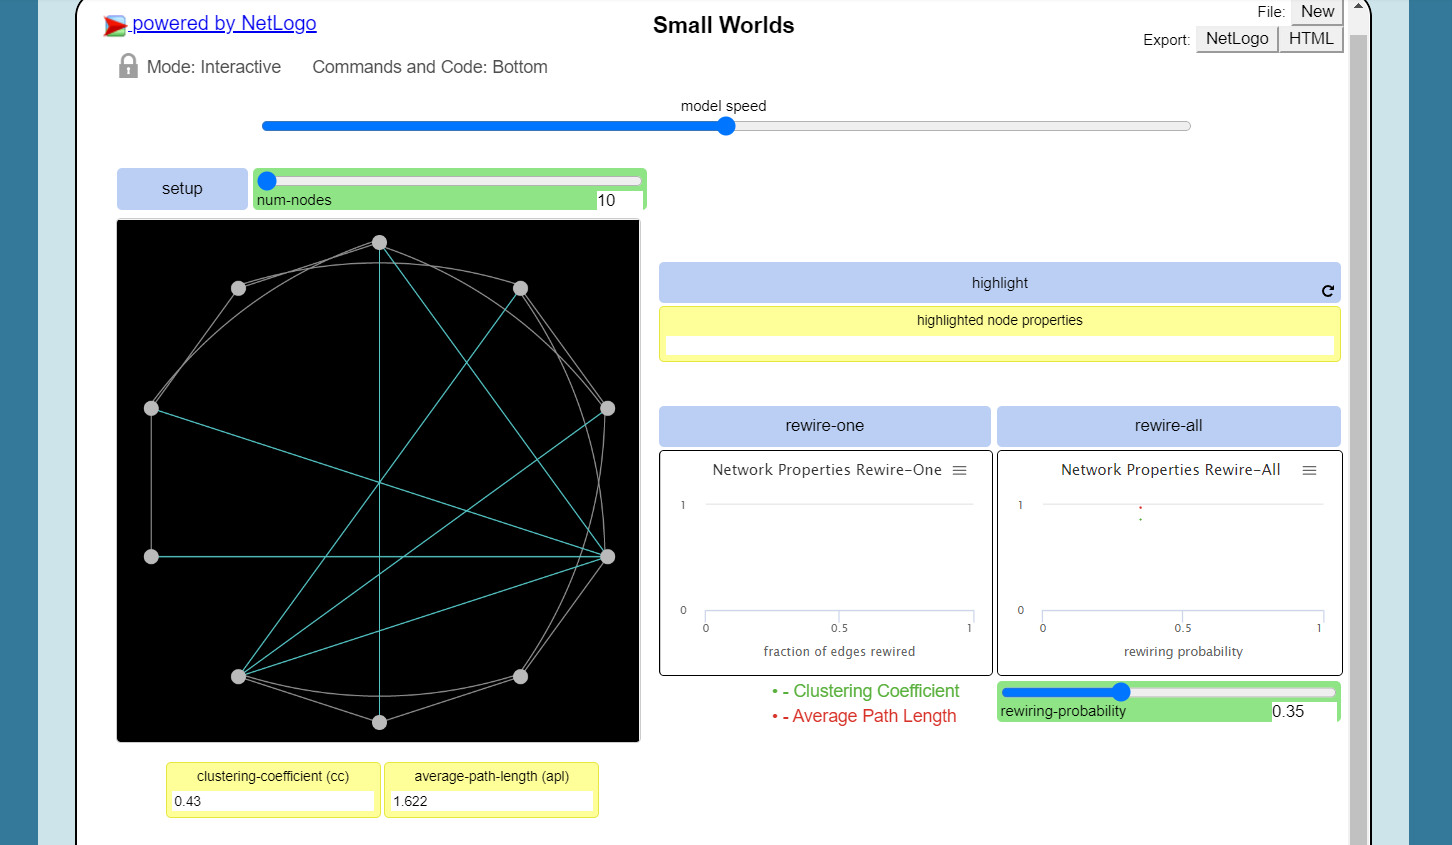 powered by NetLogo
Small Worlds
File: New
Export: NetLogo HTML
Mode: Interactive
Commands and Code: Bottom
model speed
setup
num-nodes
10
highlight
highlighted node properties
rewire-one
rewire-all
Network Properties Rewire-One
1
0
0
0.5
1
fraction of edges rewired
Network Properties Rewire-All
1
0
0
0.5
1
rewiring probability
• - Clustering Coefficient
• - Average Path Length
rewiring-probability
0.35
clustering-coefficient (cc)
0.43
average-path-length (apl)
1.622